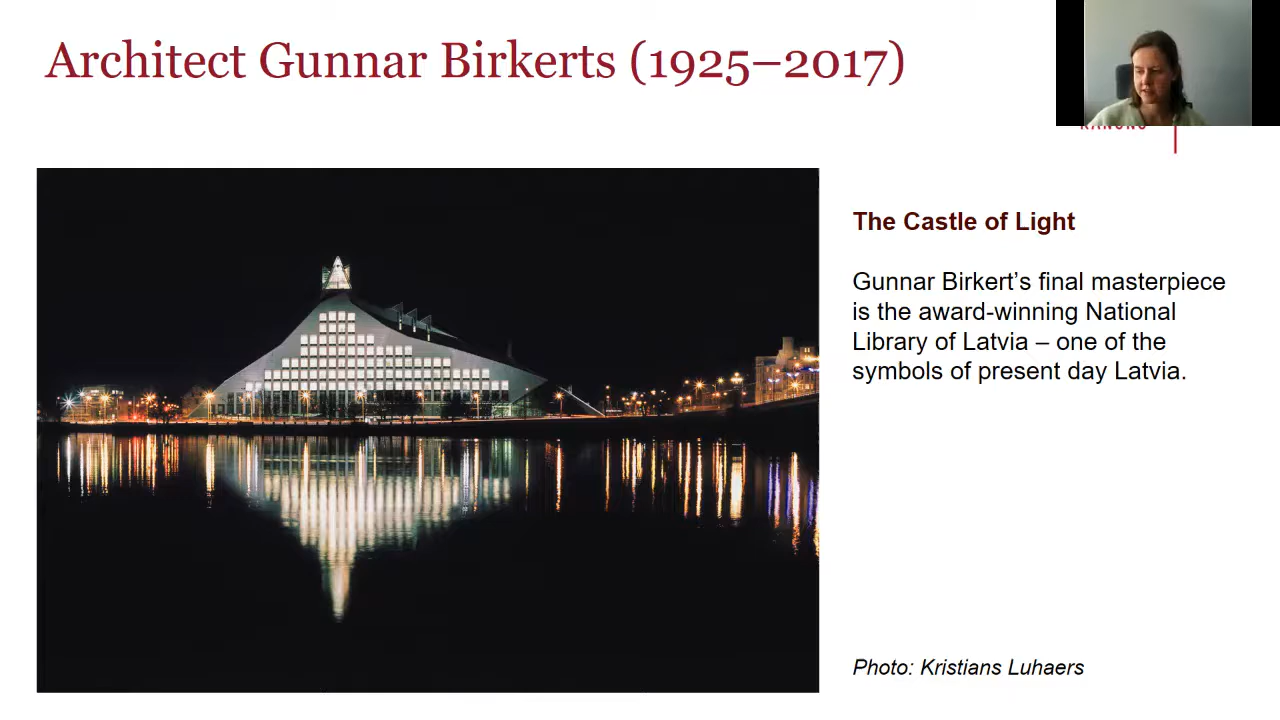 Architect Gunnar Birkerts (1925–2017)
The Castle of Light
Gunnar Birkert’s final masterpiece
is the award-winning National
Library of Latvia – one of the
symbols of present day Latvia.
Photo: Kristians Luhaers